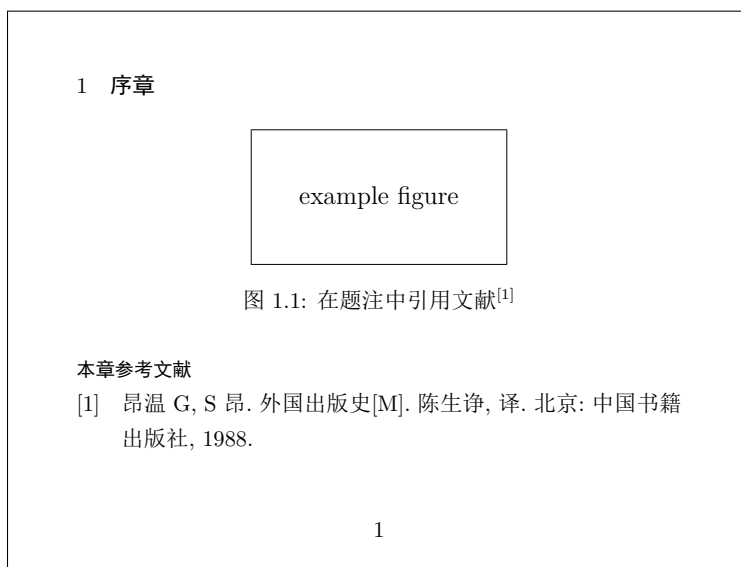 1 序章
example figure
图 1.1: 在题注中引用文献[1]
本章参考文献
[1] 昂温 G, S 昂. 外国出版史[M]. 陈生诤, 译. 北京: 中国书籍
出版社, 1988.
1